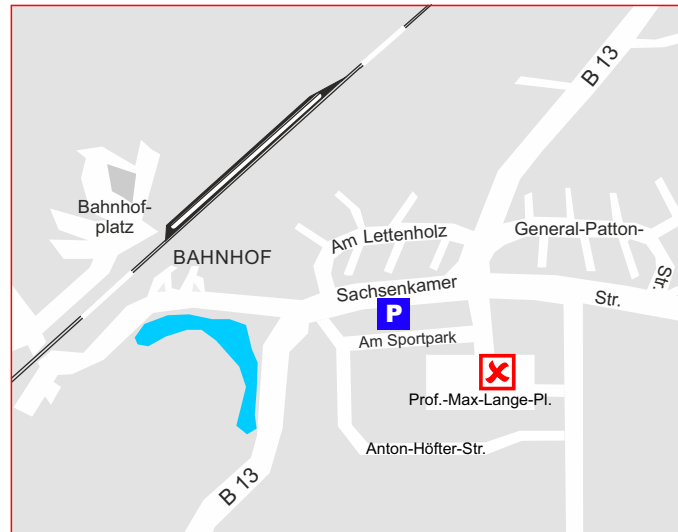 B 13
Bahnhof-
platz
BAHNHOF
Am Lettenholz
General-Patton-
Str.
Sachsenkamer
Str.
P
Am Sportpark
Prof.-Max-Lange-Pl.
Anton-Höfter-Str.
B 13